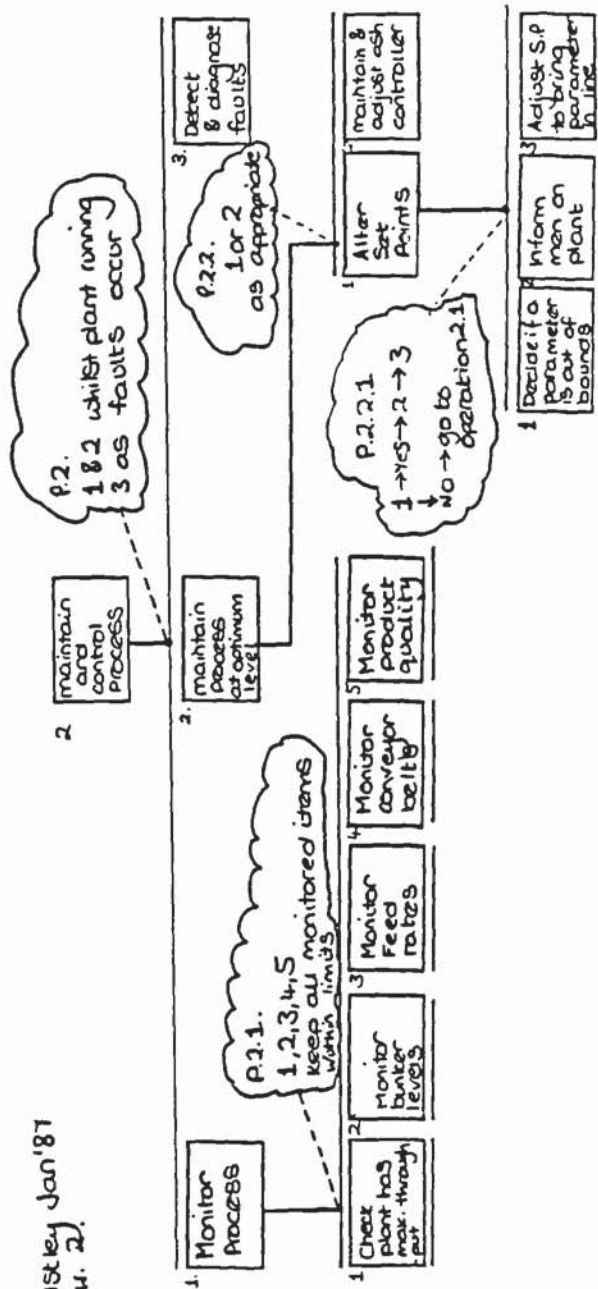 Jan '87
2.
2
maintain
and
control
process
P.2.
1 & 2 whilst plant running
3 as faults occur
1.
Monitor
Process
2.
maintain
process
at optimum
level
3.
Detect
& diagnose
faults
P.2.1.
1,2,3,4,5
keep all monitored items
within limits
P.2.2.
1 or 2
as appropriate
1
Check
plant has
max. through
put
2
Monitor
bunker
levels
3
Monitor
Feed
rates
4
Monitor
conveyor
belts
5
Monitor
product
quality
1
Alter
Set
Points
maintain &
adjust ash
controller
P.2.2.1
1 → YES → 2 → 3
↓
NO → go to
operation 2.1
1
Decide if a
parameter
is out of
bounds
Inform
men on
plant
3
Adjust S.P
to bring
parameter
in line